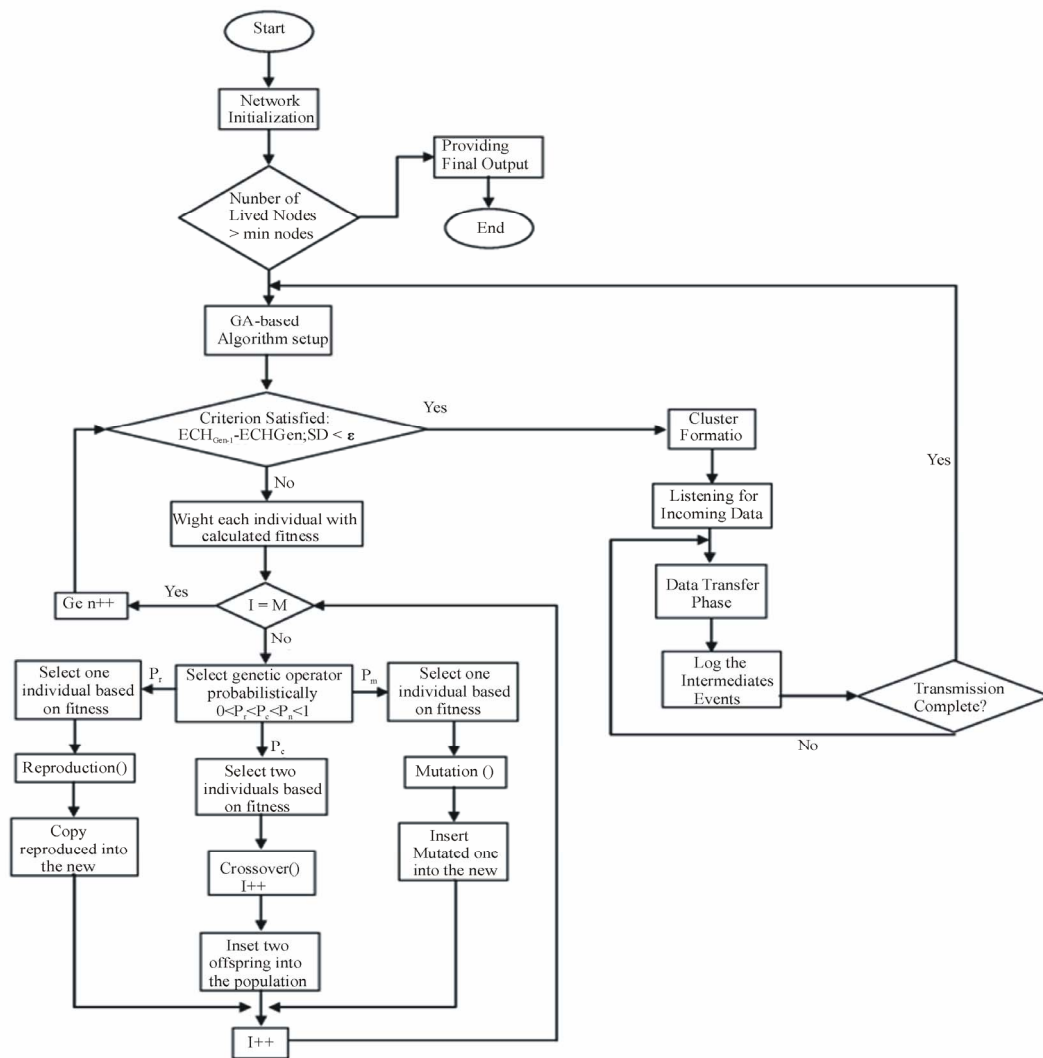 Start
Network
Initialization
Providing
Final Output
Nunber of
Lived Nodes
> min nodes
End
GA-based
Algorithm setup
Criterion Satisfied:
ECHGen-1-ECHGen;SD < ε
Yes
Cluster
Formatio
Yes
No
Listening for
Incoming Data
Wight each individual with
calculated fitness
Data Transfer
Phase
Ge n++
Yes
I = M
No
Log the
Intermediates
Events
Transmission
Complete?
No
Select one
individual based
on fitness
Pr
Select genetic operator
probabilistically
0<Pr<Pc<Pn<1
Pm
Select one
individual based
on fitness
Pc
Reproduction()
Select two
individuals based
on fitness
Mutation ()
Copy
reproduced into
the new
Crossover()
I++
Insert
Mutated one
into the new
Inset two
offspring into
the population
I++